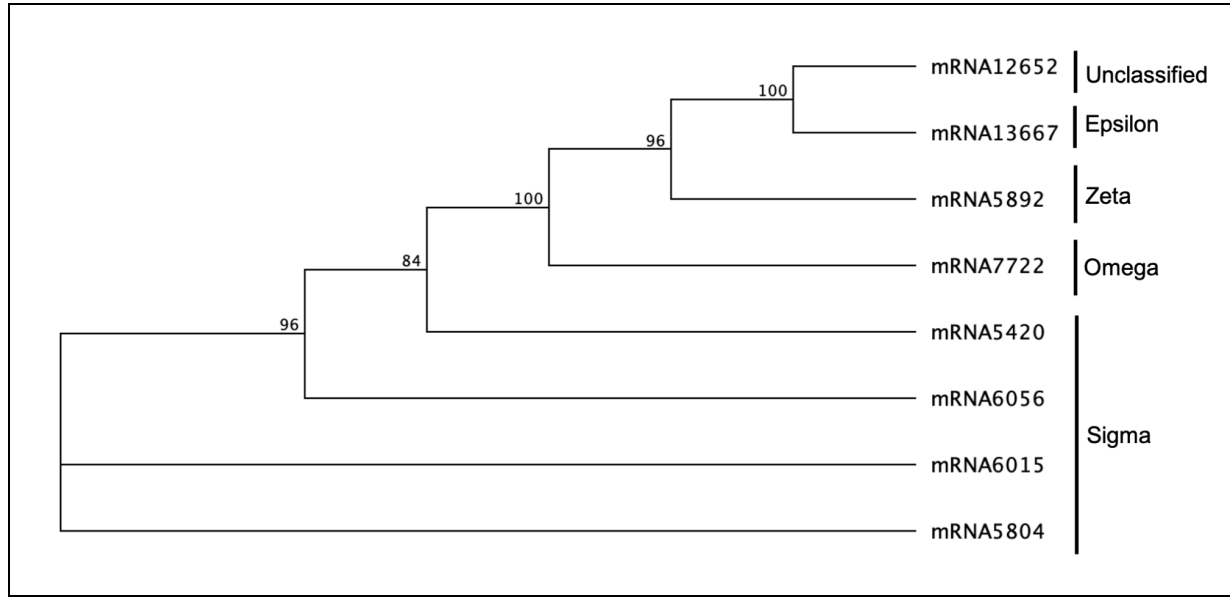 mRNA12652 Unclassified
100
mRNA13667 Epsilon
96
mRNA5892 Zeta
100
mRNA7722 Omega
84
mRNA5420
96
mRNA6056
Sigma
mRNA6015
mRNA5804